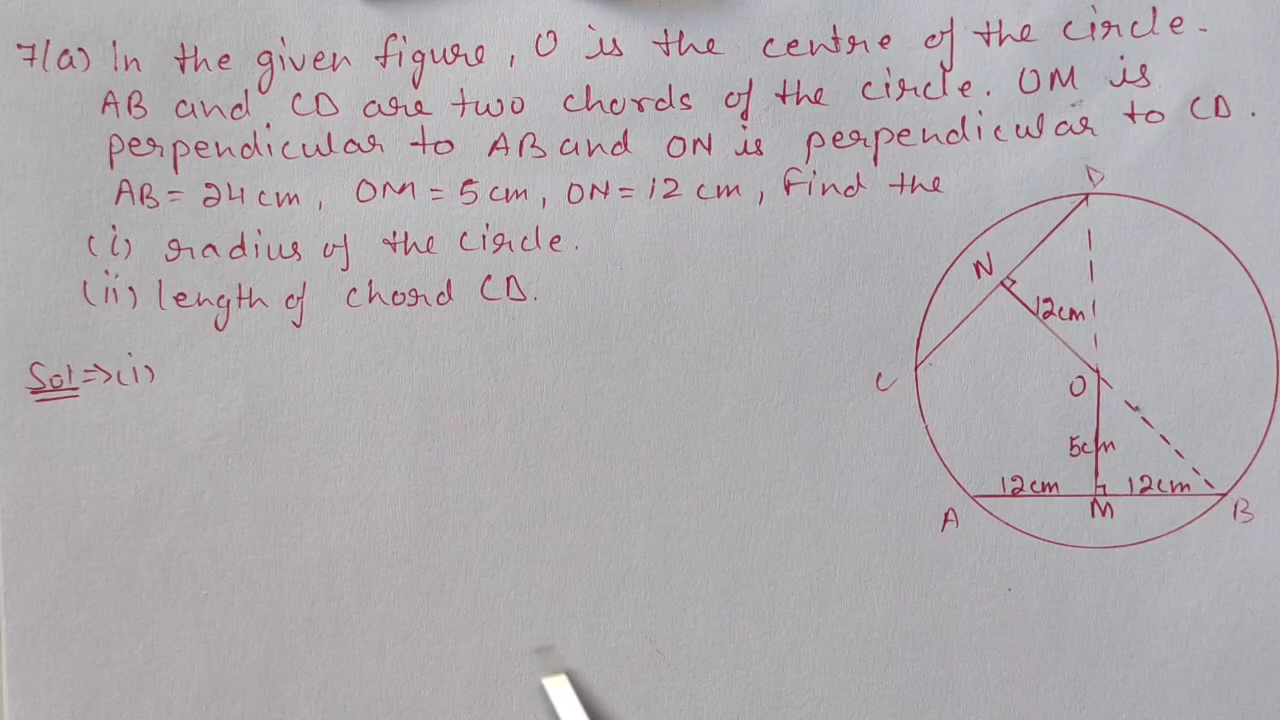 7(a) In the given figure, O is the centre of the circle.
AB and CD are two chords of the circle. OM is
perpendicular to AB and ON is perpendicular to CD.
AB = 24 cm, OM = 5 cm, ON = 12 cm, Find the
(i) radius of the circle.
(ii) length of chord CD.
Sol ⇒ (i)
D
N
12cm
C
O
5cm
12cm 12cm
A M B